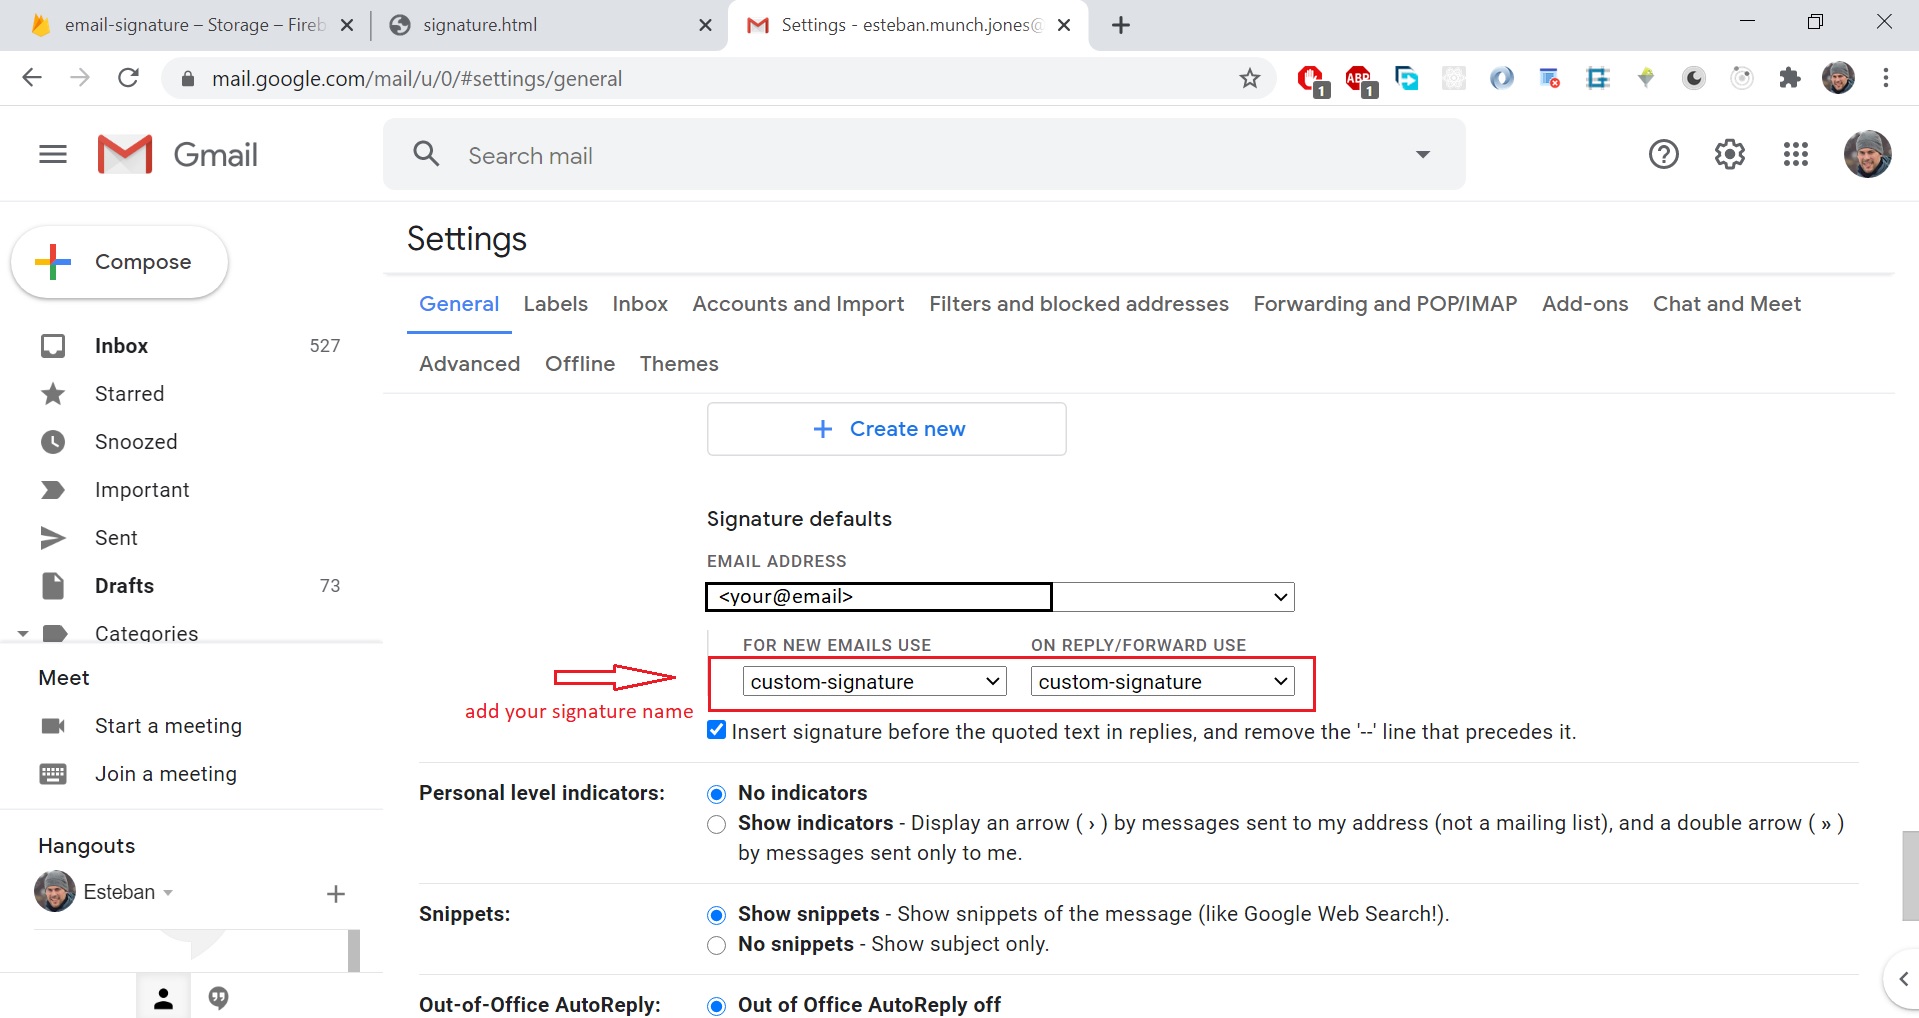 email-signature – Storage – Fireb
signature.html
Settings - esteban.munch.jones@
mail.google.com/mail/u/0/#settings/general
1
ABP
1
Gmail
Search mail
Compose
Inbox 527
Starred
Snoozed
Important
Sent
Drafts 73
Categories
Meet
Start a meeting
Join a meeting
Hangouts
Esteban
Settings
General Labels Inbox Accounts and Import Filters and blocked addresses Forwarding and POP/IMAP Add-ons Chat and Meet
Advanced Offline Themes
Create new
Signature defaults
EMAIL ADDRESS
<your@email>
FOR NEW EMAILS USE ON REPLY/FORWARD USE
custom-signature custom-signature
add your signature name
Insert signature before the quoted text in replies, and remove the '--' line that precedes it.
Personal level indicators: No indicators
Show indicators - Display an arrow ( › ) by messages sent to my address (not a mailing list), and a double arrow ( » )
by messages sent only to me.
Snippets: Show snippets - Show snippets of the message (like Google Web Search!).
No snippets - Show subject only.
Out-of-Office AutoReply: Out of Office AutoReply off